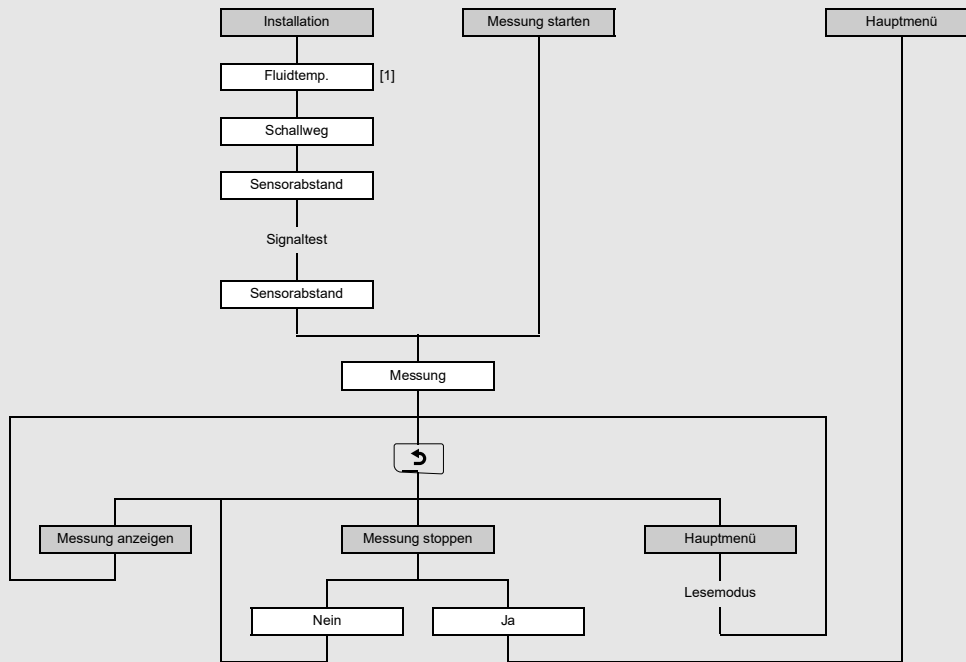 Installation
Messung starten
Hauptmenü
Fluidtemp.
[1]
Schallweg
Sensorabstand
Signaltest
Sensorabstand
Messung
Messung anzeigen
Messung stoppen
Hauptmenü
Lesemodus
Nein
Ja